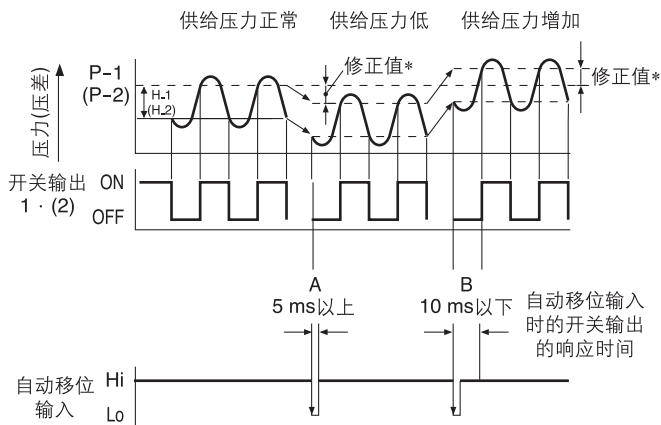 供给压力正常 供给压力低 供给压力增加
修正值*
修正值*
P-1
(P-2)
H-1
(H-2)
压力(压差)
开关输出
1 · (2)
ON
OFF
A
5 ms以上
B
10 ms以下
自动移位输入
时的开关输出
的响应时间
自动移位
输入
Hi
Lo